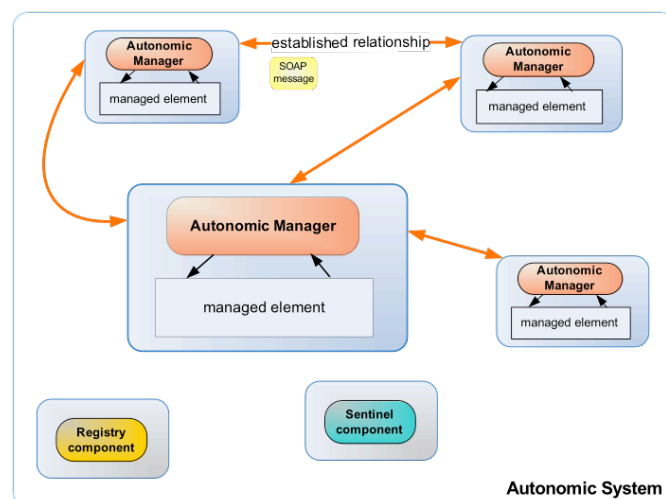 Autonomic
Manager
managed element
established relationship
SOAP
message
Autonomic
Manager
managed element
Autonomic Manager
managed element
Autonomic
Manager
managed element
Registry
component
Sentinel
component
Autonomic System